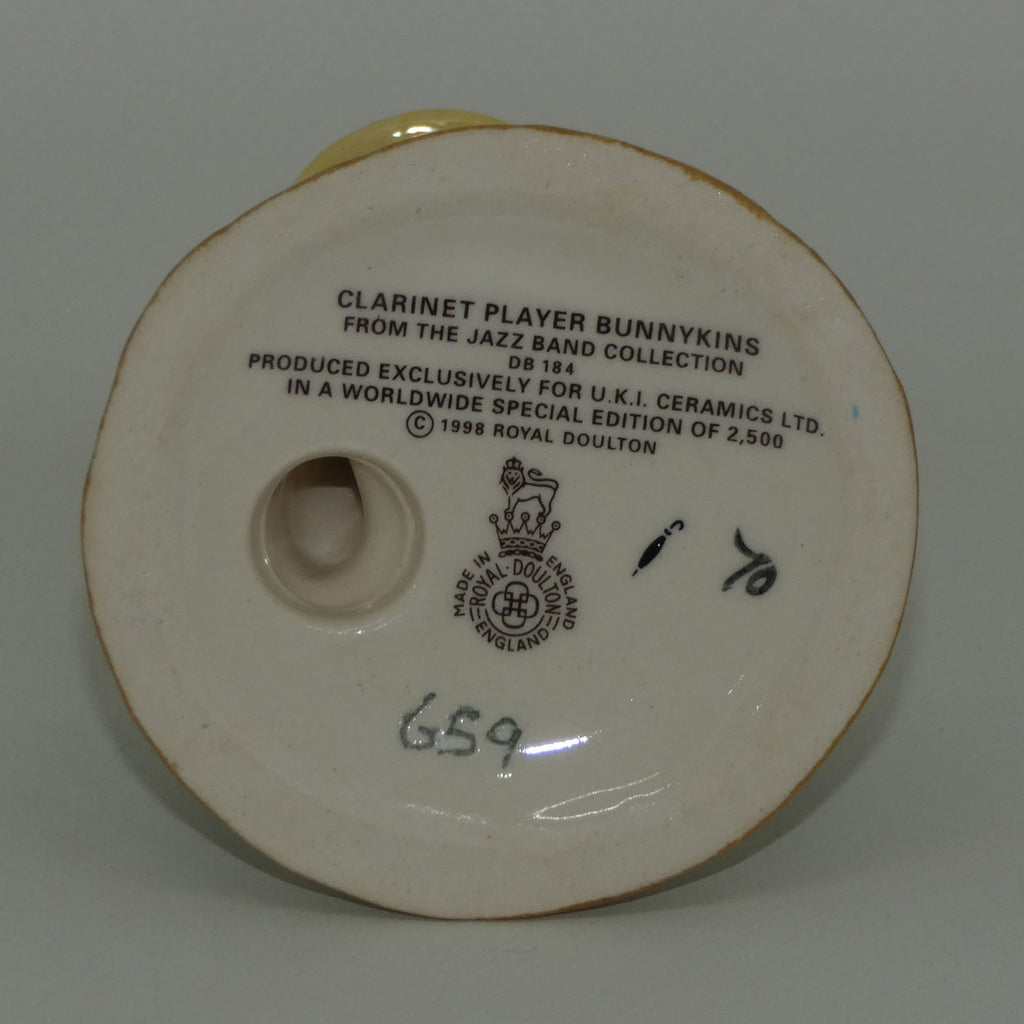 CLARINET PLAYER BUNNYKINS
FROM THE JAZZ BAND COLLECTION
DB 184
PRODUCED EXCLUSIVELY FOR U.K.I. CERAMICS LTD.
IN A WORLDWIDE SPECIAL EDITION OF 2,500
© 1998 ROYAL DOULTON
MADE IN ENGLAND
ROYAL·DOULTON
ENGLAND
659